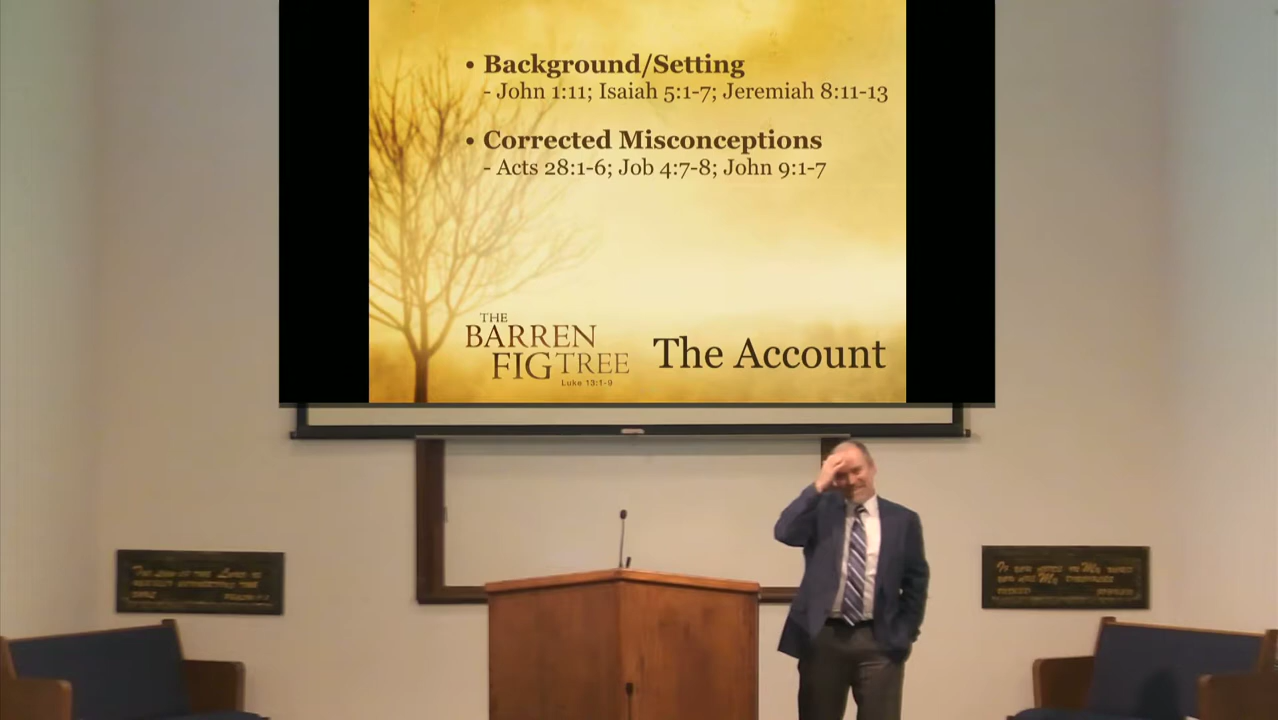 • Background/Setting
- John 1:11; Isaiah 5:1-7; Jeremiah 8:11-13
• Corrected Misconceptions
- Acts 28:1-6; Job 4:7-8; John 9:1-7
THE
BARREN
FIG TREE
Luke 13:1-9
The Account